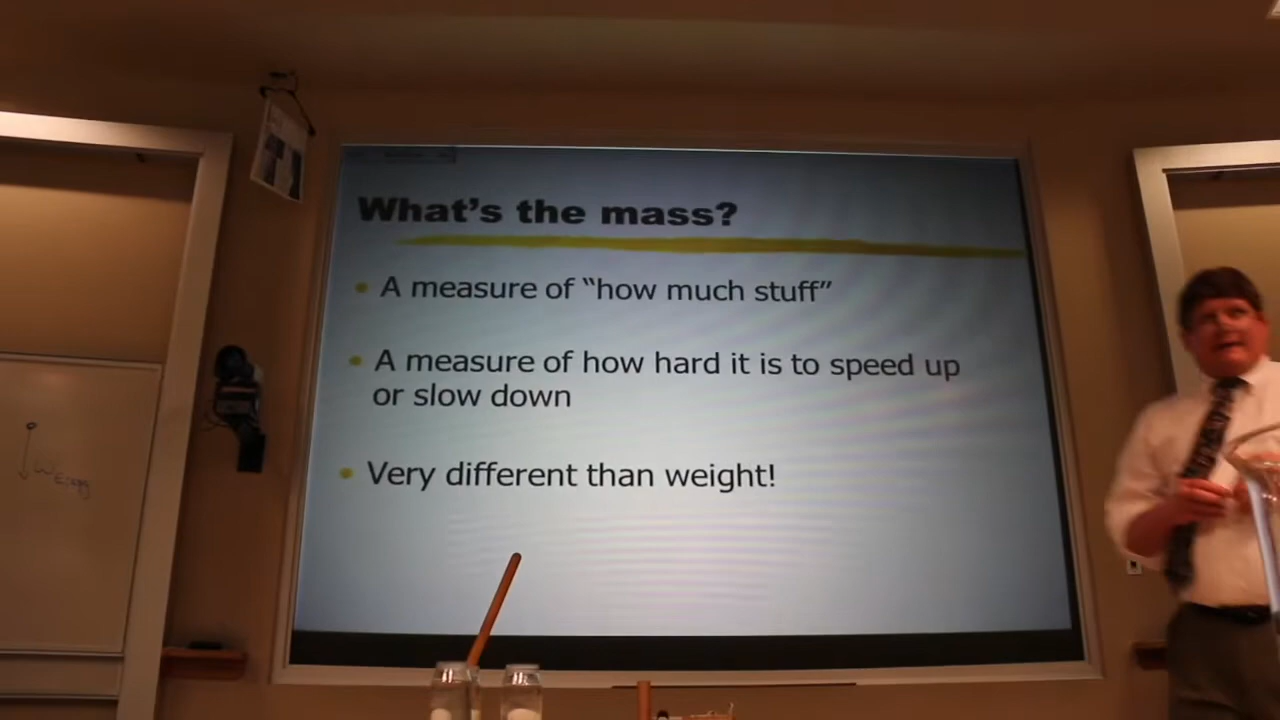 What's the mass?
A measure of “how much stuff”
A measure of how hard it is to speed up
or slow down
Very different than weight!